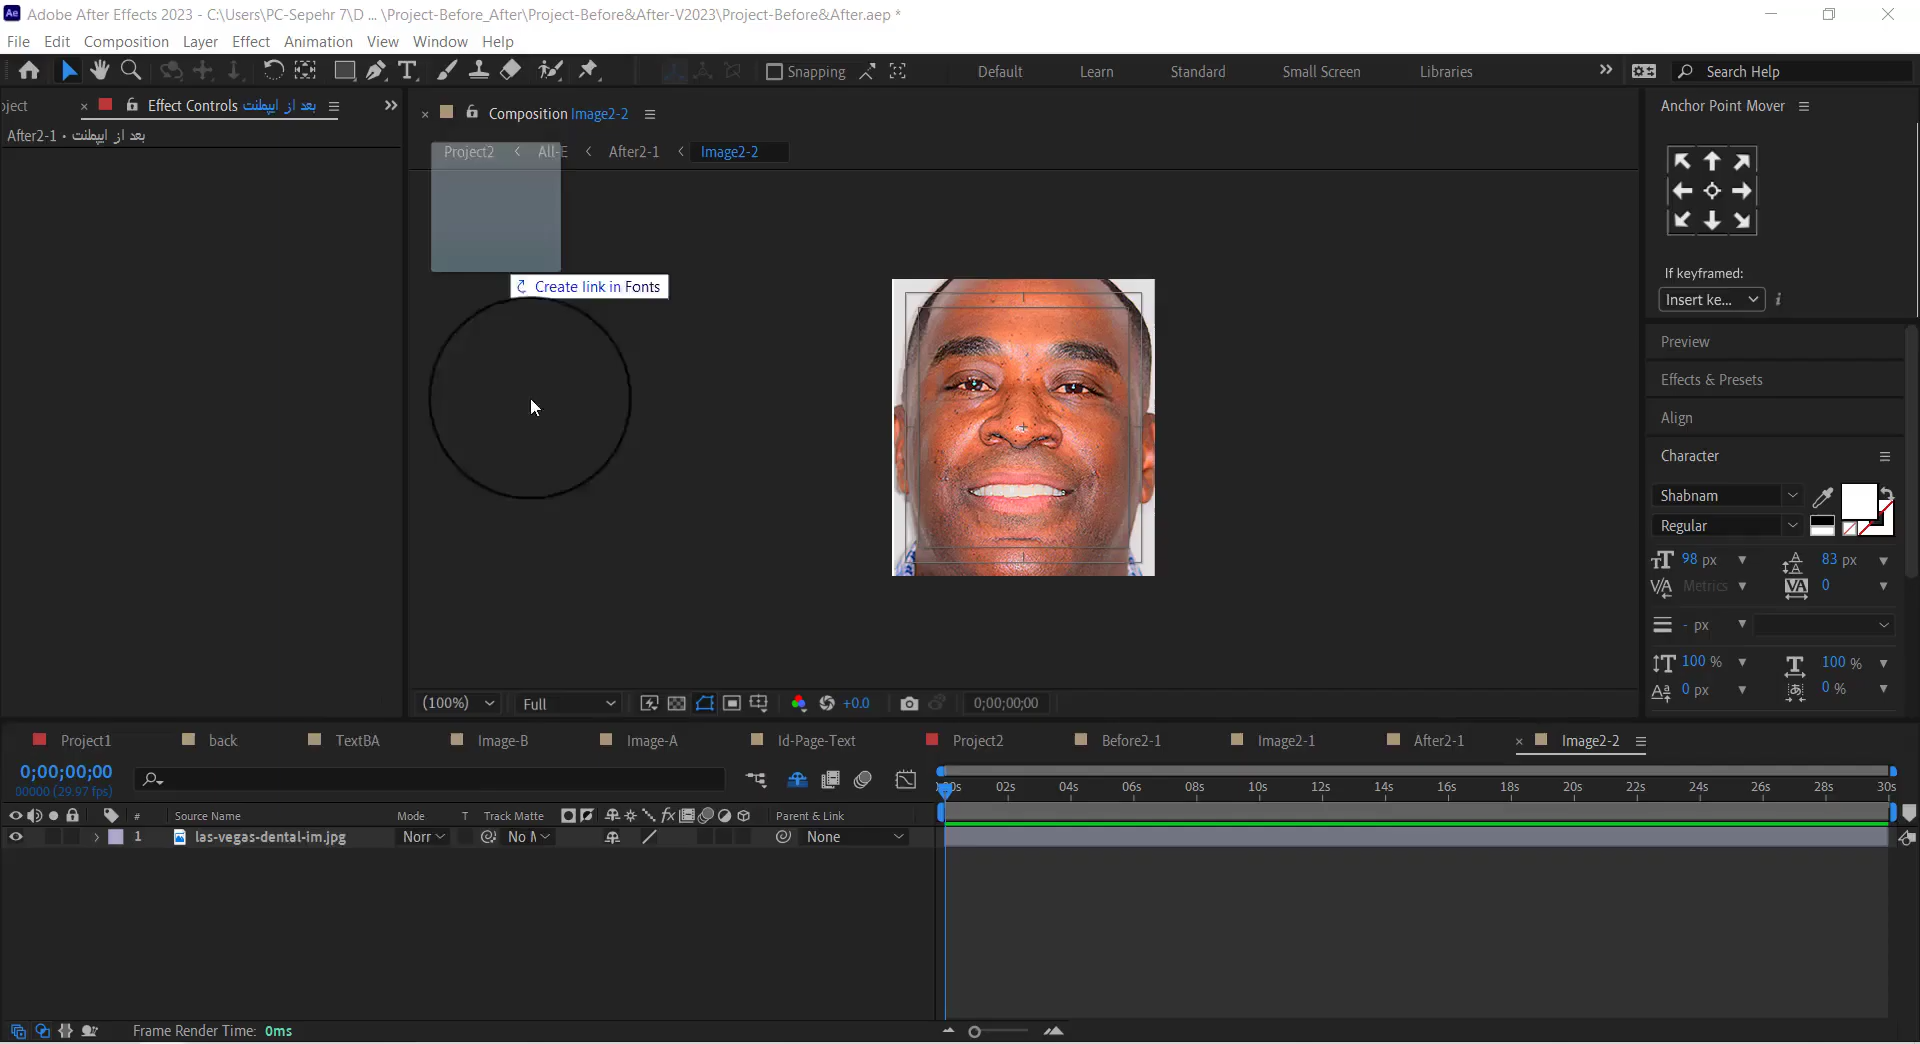 Adobe After Effects 2023 - C:\Users\PC-Sepehr 7\D ... \Project-Before_After\Project-Before&After-V2023\Project-Before&After.aep *
File Edit Composition Layer Effect Animation View Window Help
Snapping Default Learn Standard Small Screen Libraries Search Help
oject Effect Controls بعد از ایپلنت
After2-1 • بعد از ایپلنت
Composition Image2-2
Project2 All-E After2-1 Image2-2
Create link in Fonts
Anchor Point Mover
If keyframed:
Insert ke...
Preview
Effects & Presets
Align
Character
Shabnam
Regular
98 px 83 px
Metrics 0
- px
100 % 100 %
0 px 0 %
(100%) Full +0.0 0;00;00;00
Project1 back TextBA Image-B Image-A Id-Page-Text Project2 Before2-1 Image2-1 After2-1 Image2-2
0;00;00;00
00000 (29.97 fps)
02s 04s 06s 08s 10s 12s 14s 16s 18s 20s 22s 24s 26s 28s 30s
# Source Name Mode T Track Matte fx Parent & Link
1 las-vegas-dental-im.jpg Norr No M None
Frame Render Time: 0ms